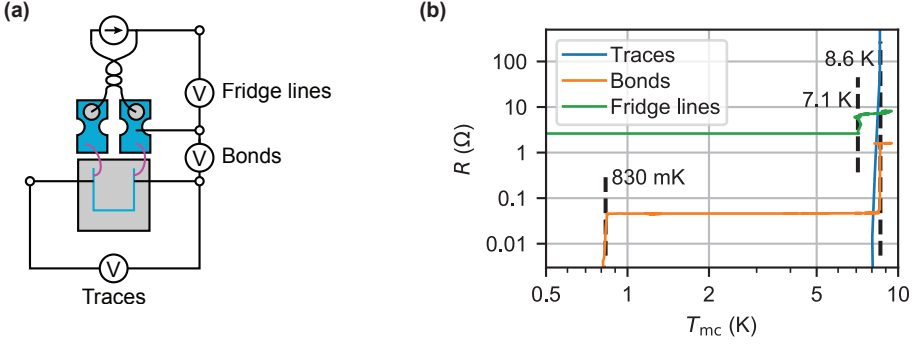 (a)
V
Fridge lines
V
Bonds
V
Traces
(b)
100
10
1
0.1
0.01
R (Ω)
Traces
Bonds
Fridge lines
8.6 K
7.1 K
830 mK
0.5
1
2
5
10
Tmc (K)